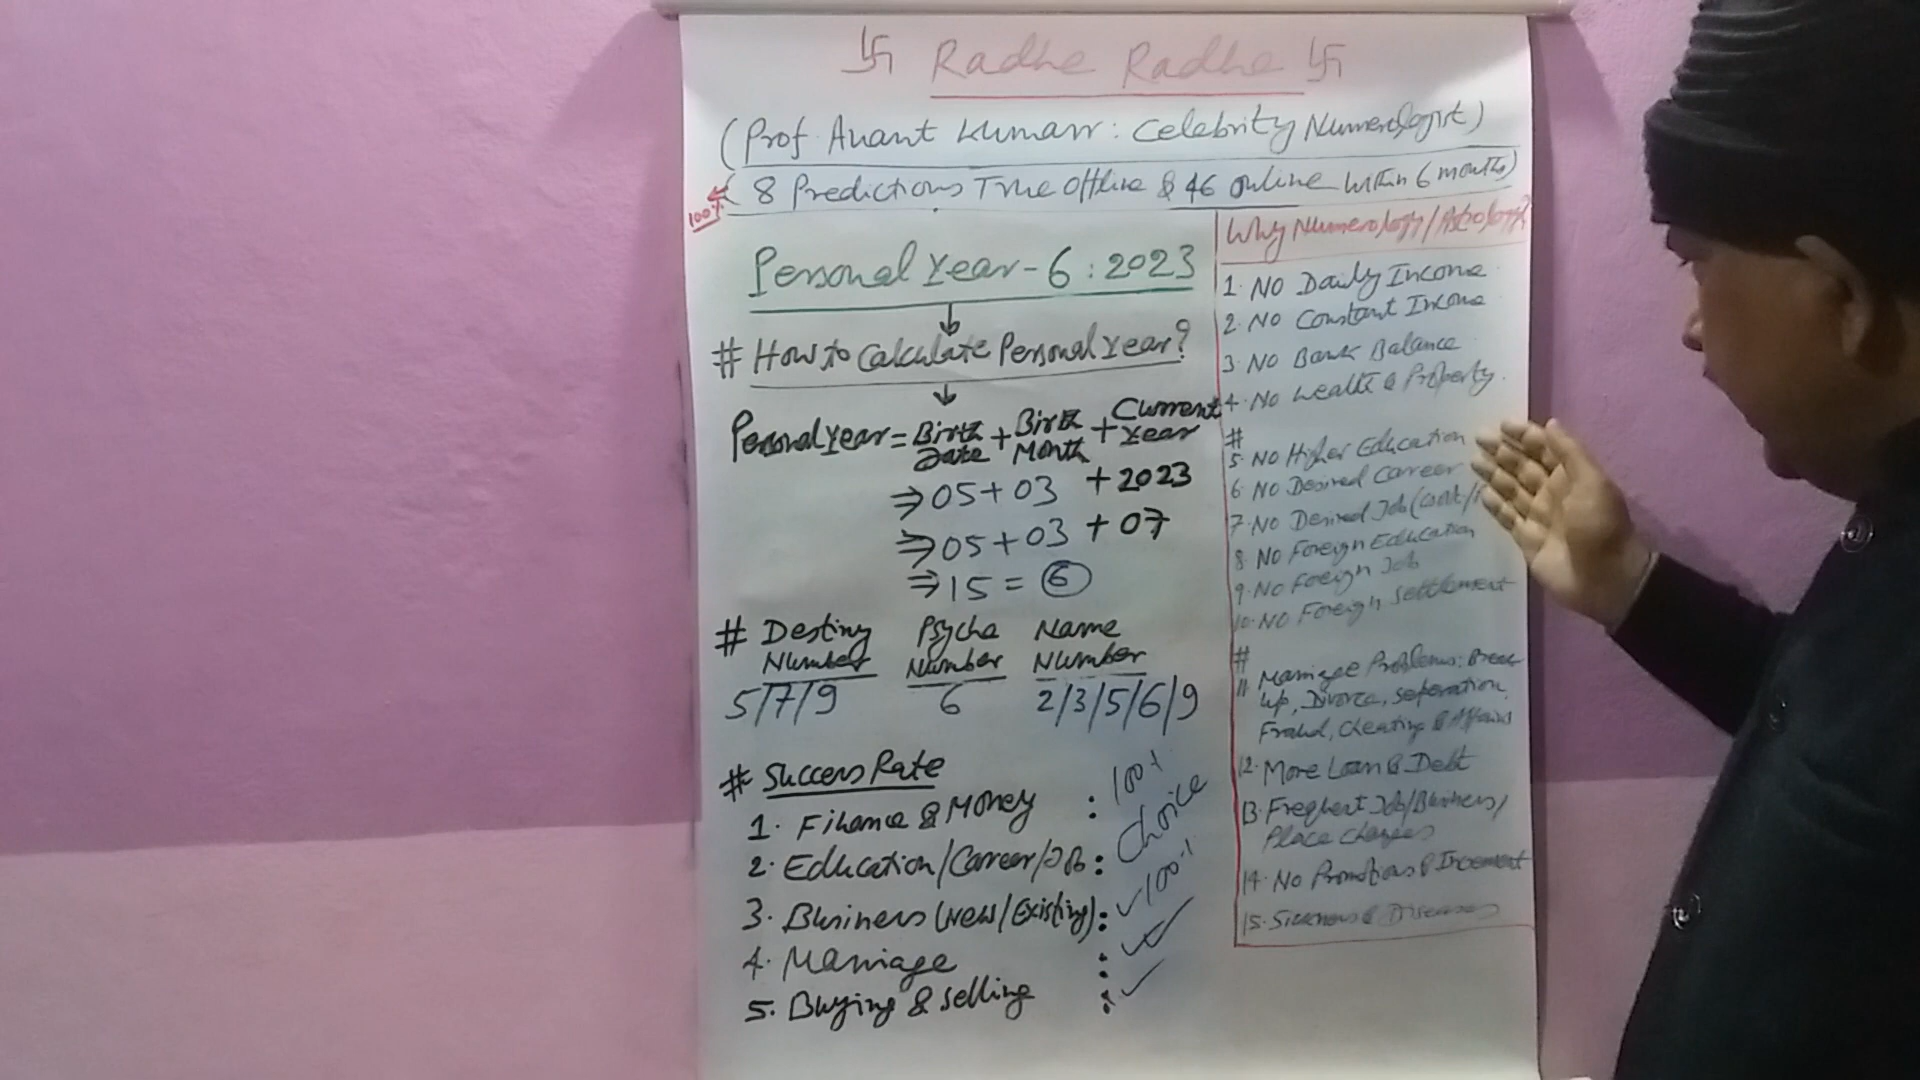 卐 Radhe Radhe 卐
(Prof. Anant Kumarr: Celebrity Numerologist)
100% ← ( 8 Predictions True Offline & 46 online within 6 months)
Personal Year - 6 : 2023
↓
# How to Calculate Personal Year?
↓
Personal Year = Birth Date + Birth Month + Current Year
⇒ 05 + 03 + 2023
⇒ 05 + 03 + 07
⇒ 15 = 6
# Destiny Number Psyche Number Name Number
5/7/9 6 2/3/5/6/9
# Success Rate
1. Finance & Money : 100%
2. Education/Career/Job : Choice
3. Business (New/Existing) : ✓100%
4. Marriage : ✓
5. Buying & Selling : ✓
Why Numerology/Astrology?
1. No Daily Income
2. No Constant Income
3. No Bank Balance
4. No Wealth & Property.
#
5. No Higher Education
6. No Desired Career
7. No Desired Job
8. No Foreign Education
9. No Foreign Job
10. No Foreign Settlement
#
11. Marriage Problems: Break
up, Divorce, Seperation,
Fraud, Cheating & Affairs
12. More Loan & Debt
13. Frequent Job/Business/
Place Changes
14. No Promotions & Increment
15. Sickness & Diseases